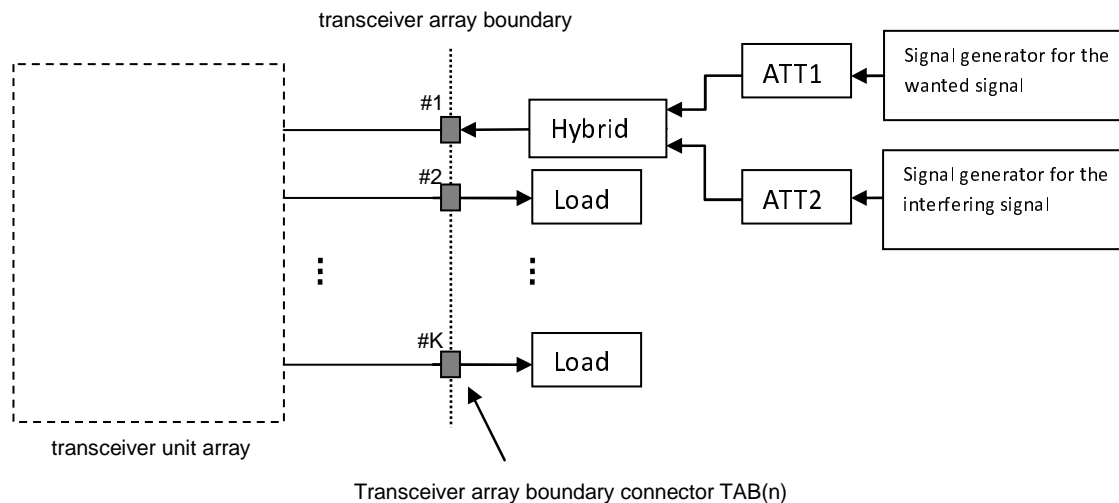 transceiver array boundary
Signal generator for the
wanted signal
ATT1
#1
Hybrid
#2
Load
ATT2
Signal generator for the
interfering signal
#K
Load
transceiver unit array
Transceiver array boundary connector TAB(n)